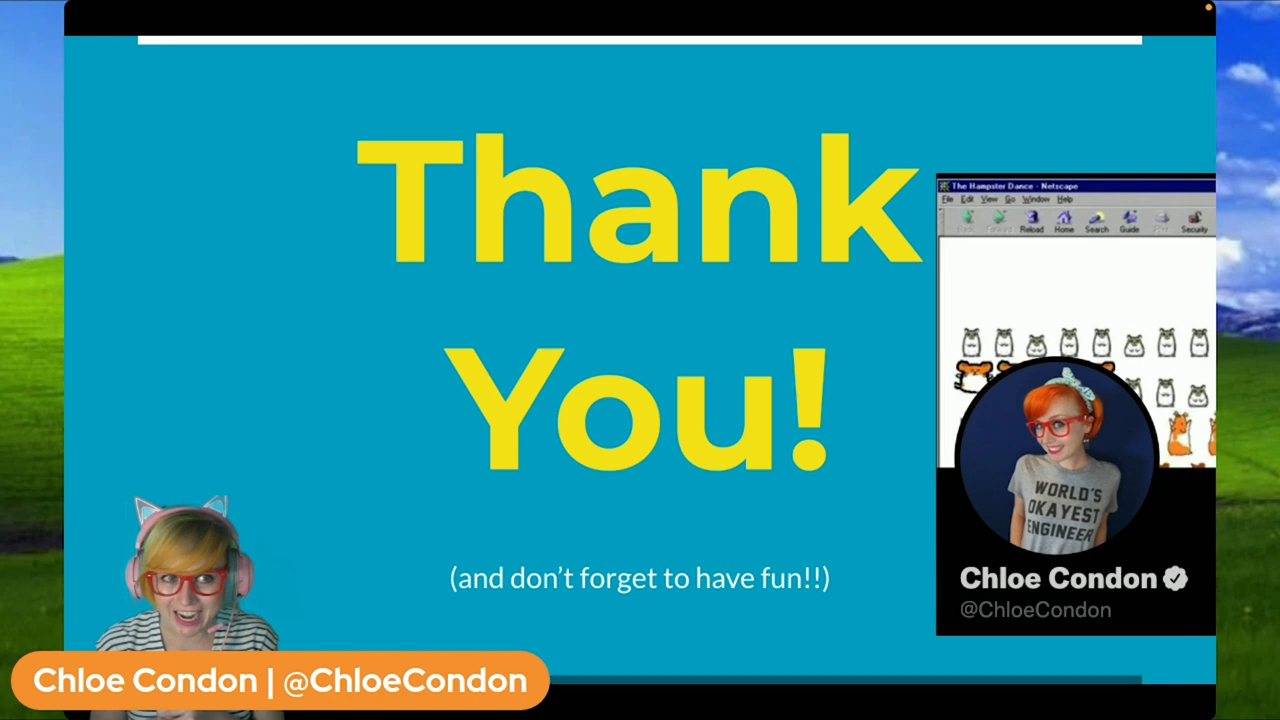 Thank
You!
(and don't forget to have fun!!)
The Hampster Dance - Netscape
File Edit View Go Window Help
Reload Home Search Guide Security
WORLD'S
OKAYEST
ENGINEER
Chloe Condon
@ChloeCondon
Chloe Condon | @ChloeCondon